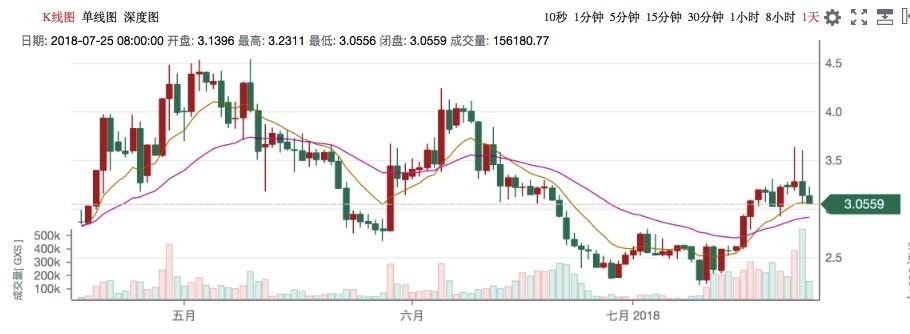 K线图 单线图 深度图 10秒 1分钟 5分钟 15分钟 30分钟 1小时 8小时 1天
日期: 2018-07-25 08:00:00 开盘: 3.1396 最高: 3.2311 最低: 3.0556 闭盘: 3.0559 成交量: 156180.77
4.5
4.0
3.5
3.0559
2.5
500k
400k
300k
200k
100k
成交量[ GXS ]
五月 六月 七月 2018